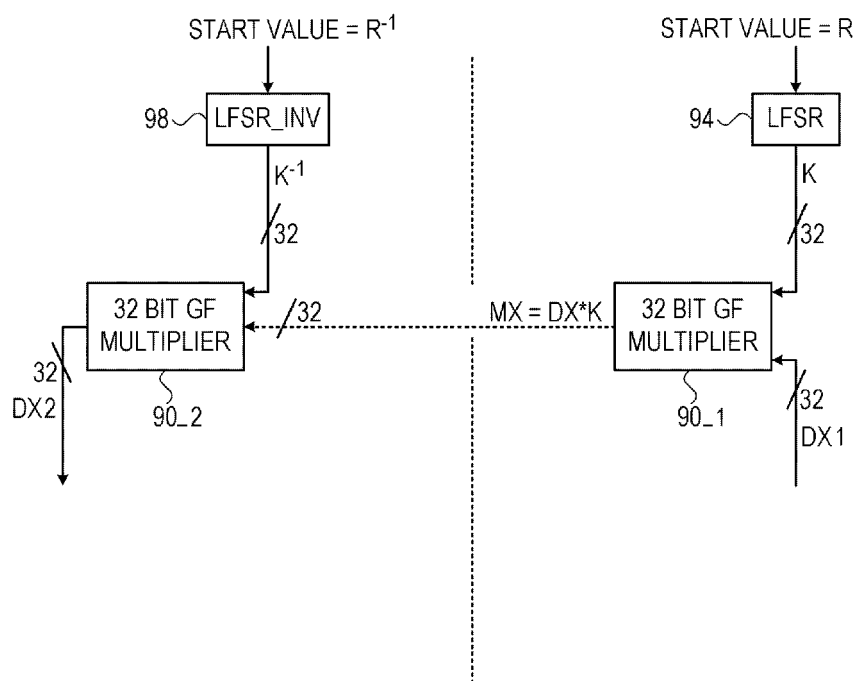 START VALUE = R⁻¹
START VALUE = R
98
LFSR_INV
94
LFSR
K⁻¹
K
32
32
32 BIT GF
MULTIPLIER
32
MX = DX*K
32 BIT GF
MULTIPLIER
32
DX2
90_2
90_1
32
DX1